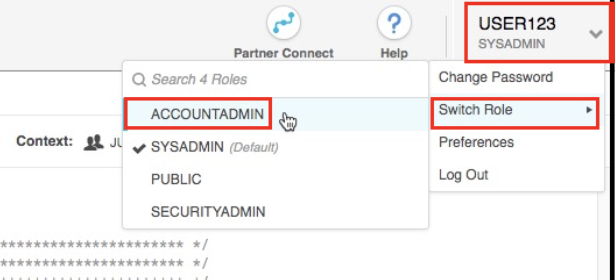 USER123
SYSADMIN
Partner Connect
Help
Search 4 Roles
Change Password
ACCOUNTADMIN
Switch Role
Context:
SYSADMIN (Default)
Preferences
PUBLIC
Log Out
SECURITYADMIN
********************** */
********************** */